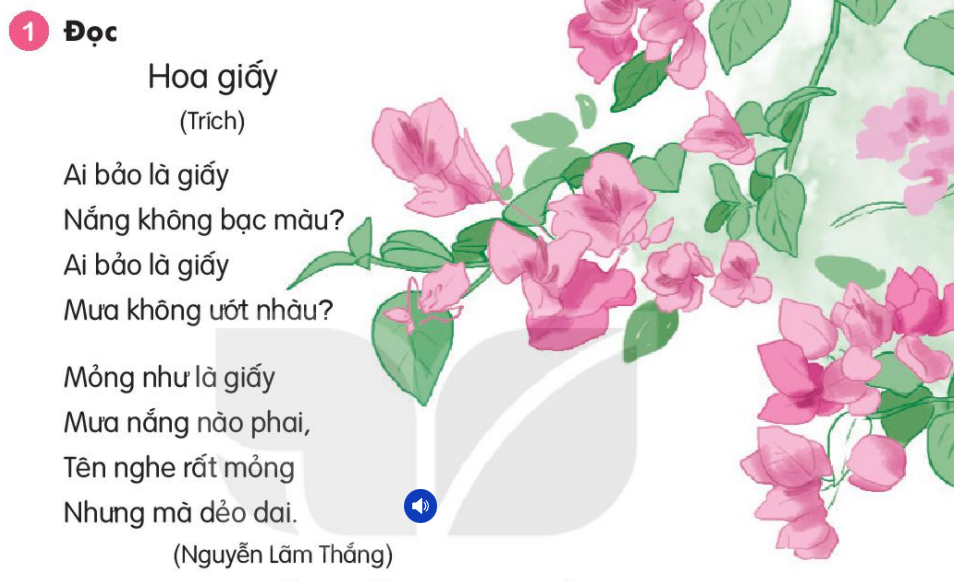 1 Đọc
Hoa giấy
(Trích)
Ai bảo là giấy
Nắng không bạc màu?
Ai bảo là giấy
Mưa không ướt nhàu?
Mỏng như là giấy
Mưa nắng nào phai,
Tên nghe rất mỏng
Nhưng mà dẻo dai.
(Nguyễn Lãm Thắng)